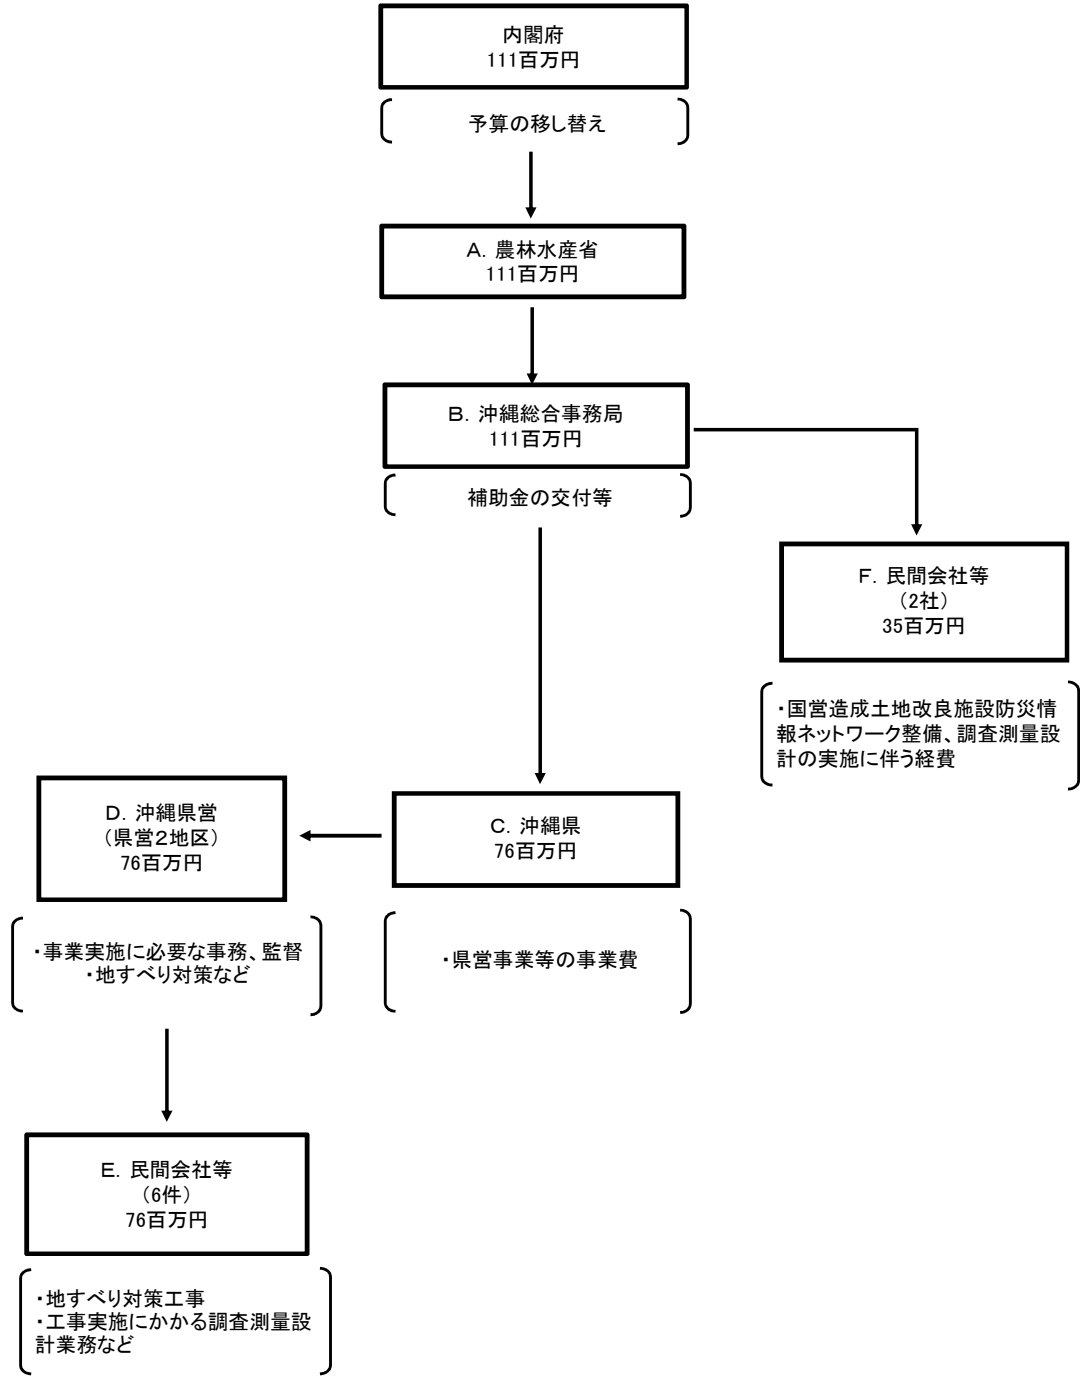 内閣府
111百万円
予算の移し替え
A．農林水産省
111百万円
B．沖縄総合事務局
111百万円
補助金の交付等
F．民間会社等
（2社）
35百万円
・国営造成土地改良施設防災情
報ネットワーク整備、調査測量設
計の実施に伴う経費
C．沖縄県
76百万円
・県営事業等の事業費
D．沖縄県営
（県営２地区）
76百万円
・事業実施に必要な事務、監督
・地すべり対策など
E．民間会社等
（6件）
76百万円
・地すべり対策工事
・工事実施にかかる調査測量設
計業務など